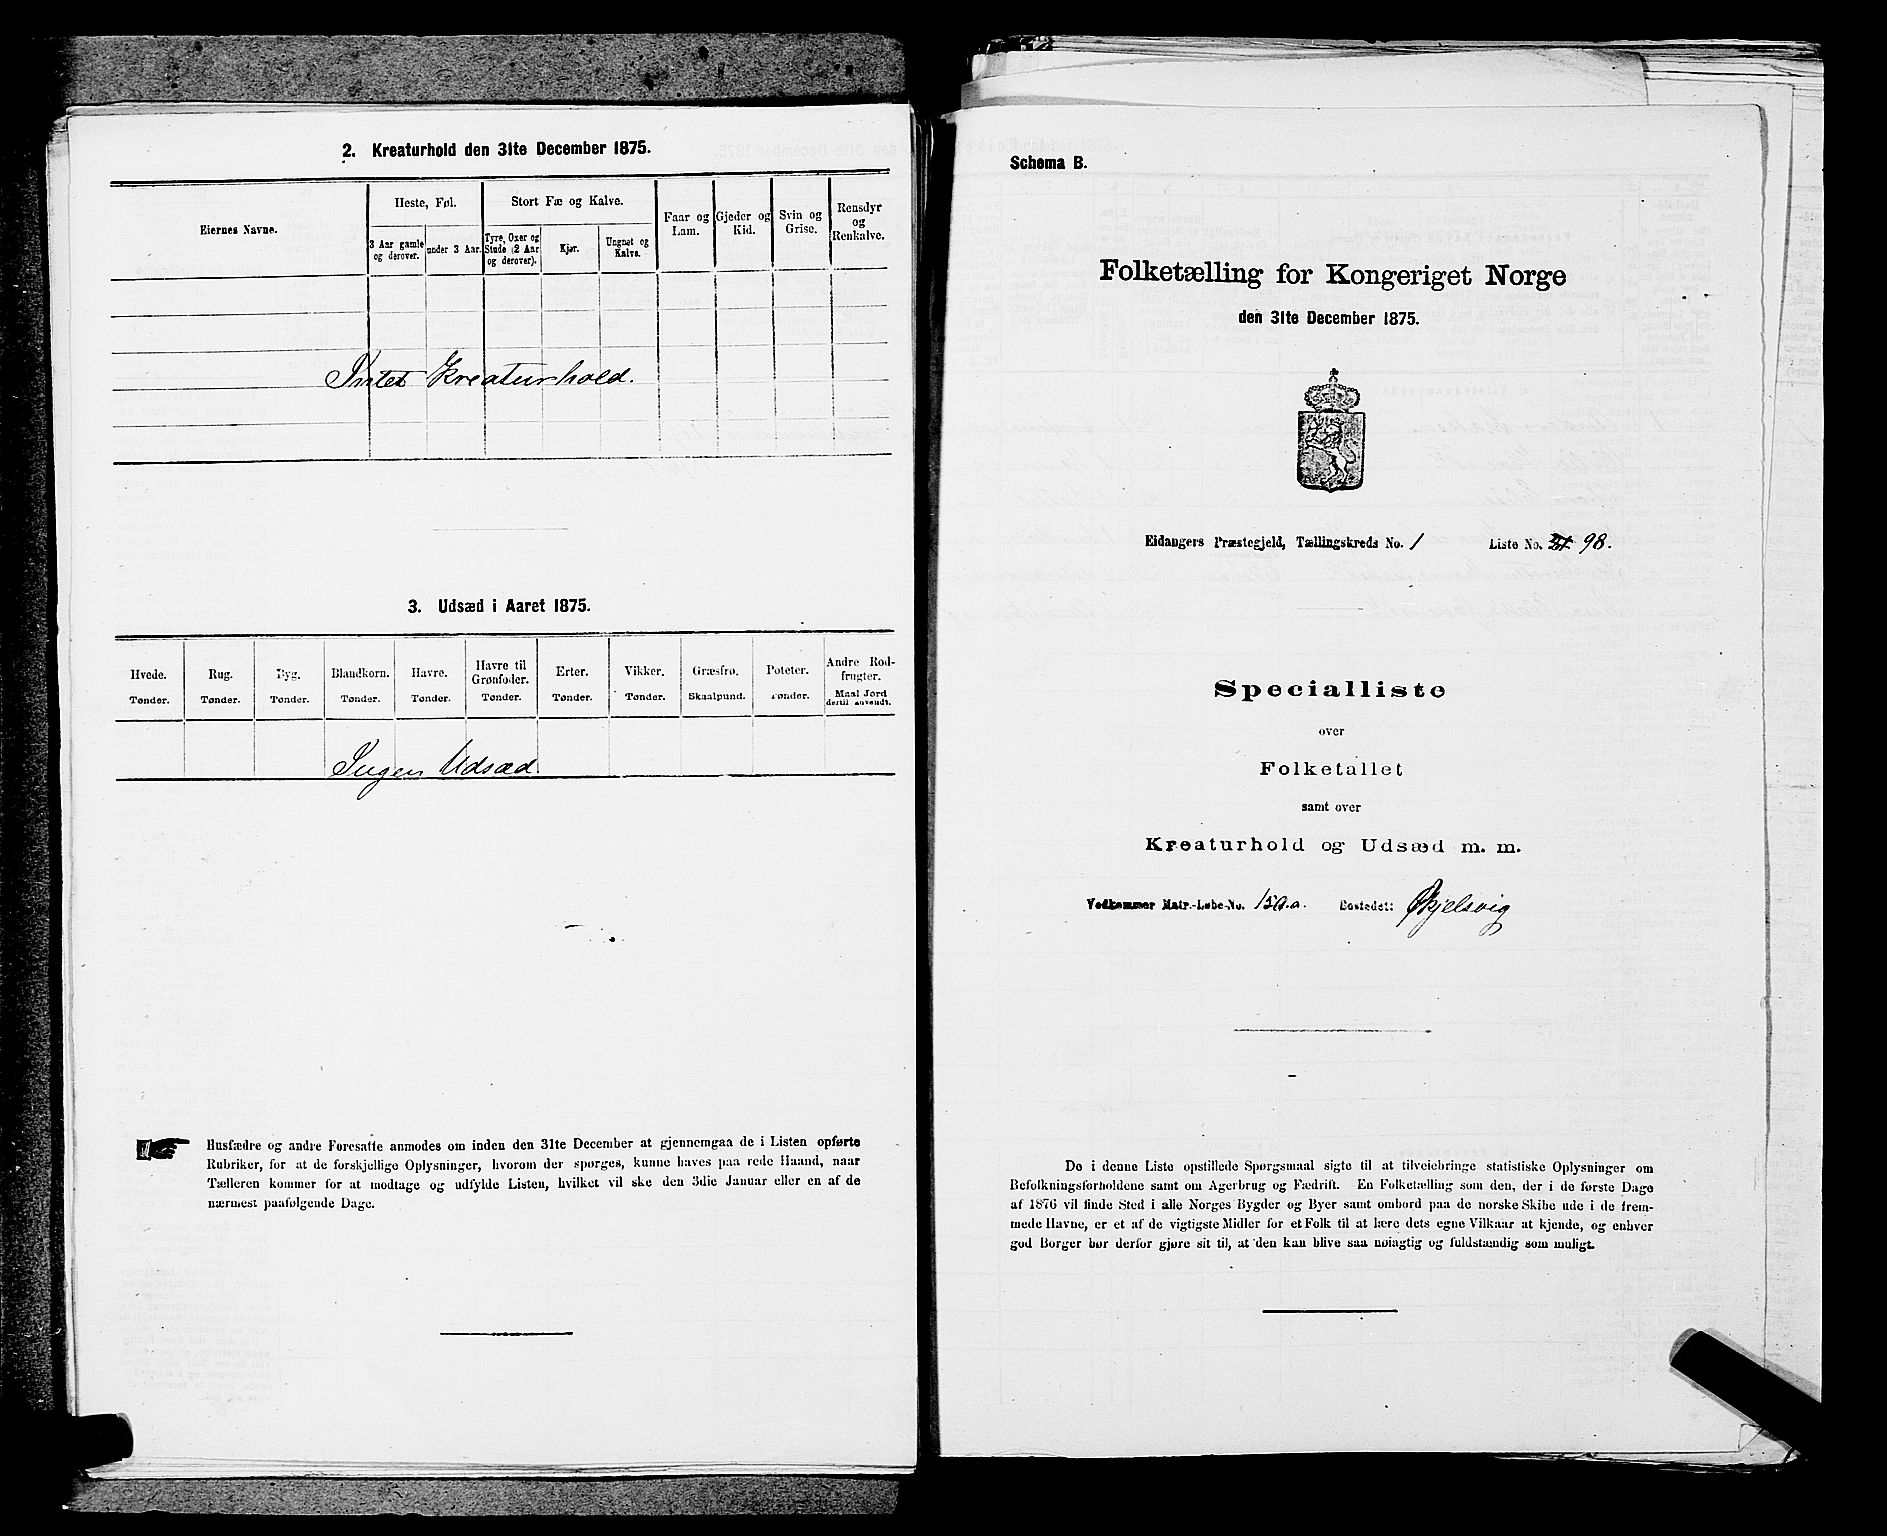 2. Kreaturhold den 31te December 1875.
Eiernes Navne.
Heste, Føl.
Stort Fæ og Kalve.
Faar og Lam.
Gjeder og Kid.
Svin og Grise.
Rensdyr og Renkalve.
3 Aar gamle og derover.
under 3 Aar.
Tyre, Oxer og Stude (2 Aar og derover).
Kjør.
Ungnøt og Kalve.
Intet Kreaturhold.
3. Udsæd i Aaret 1875.
Hvede. Tønder.
Rug. Tønder.
Byg. Tønder.
Blandkorn. Tønder.
Havre. Tønder.
Havre til Grønfoder. Tønder.
Erter. Tønder.
Vikker. Tønder.
Græsfrø. Skaalpund.
Poteter. Tønder.
Andre Rodfrugter. Maal Jord dertil anvendt.
Ingen Udsæd.
Husfædre og andre Foresatte anmodes om inden den 31te December at gjennemgaa de i Listen opførte
Rubriker, for at de forskjellige Oplysninger, hvorom der spørges, kunne haves paa rede Haand, naar
Tælleren kommer for at modtage og udfylde Listen, hvilket vil ske den 3die Januar eller en af de
nærmest paafølgende Dage.
Schema B.
Folketælling for Kongeriget Norge
den 31te December 1875.
Eidangers Præstegjeld, Tællingskreds No. 1 Liste No. 98.
Specialliste
over
Folketallet
samt over
Kreaturhold og Udsæd m. m.
Vedkommer Matr.-Løbe-No. Bostedet: Økjelsvig
De i denne Liste opstillede Spørgsmaal sigte til at tilveiebringe statistiske Oplysninger om
Befolkningsforholdene samt om Agerbrug og Fædrift. En Folketælling som den, der i de første Dage
af 1876 vil finde Sted i alle Norges Bygder og Byer samt ombord paa de norske Skibe ude i de frem-
mede Havne, er et af de vigtigste Midler for et Folk til at lære dets egne Vilkaar at kjende, og enhver
god Borger bør derfor gjøre sit til, at den kan blive saa nøiagtig og fuldstændig som muligt.